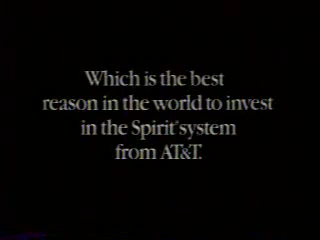 Which is the best
reason in the world to invest
in the Spirit® system
from AT&T.